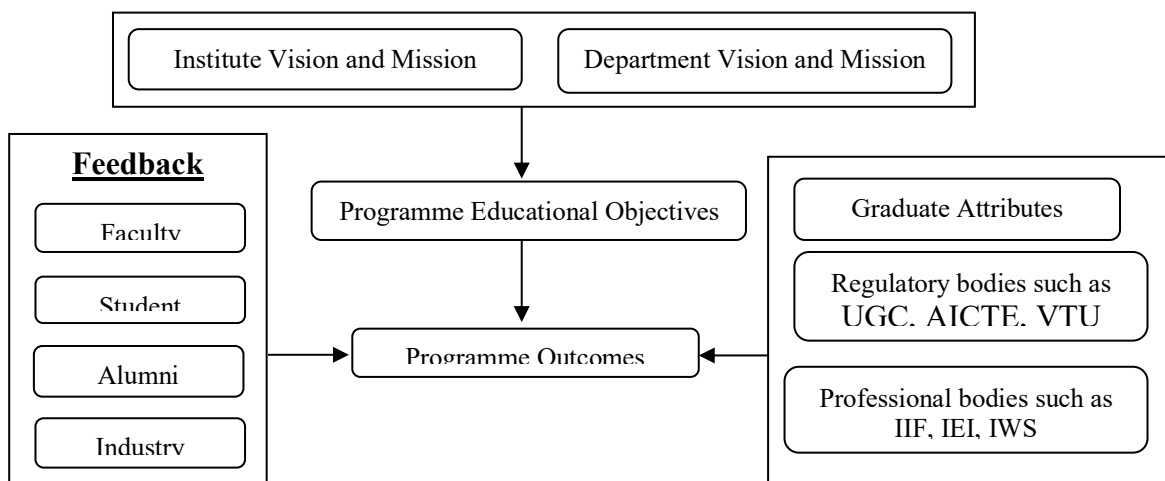 Institute Vision and Mission
Department Vision and Mission
Feedback
Faculty
Student
Alumni
Industry
Programme Educational Objectives
Programme Outcomes
Graduate Attributes
Regulatory bodies such as
UGC, AICTE, VTU
Professional bodies such as
IIF, IEI, IWS